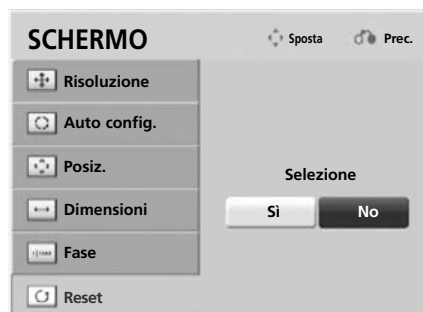 SCHERMO
Sposta
Prec.
Risoluzione
Auto config.
Posiz.
Dimensioni
Fase
Reset
Selezione
Sì
No